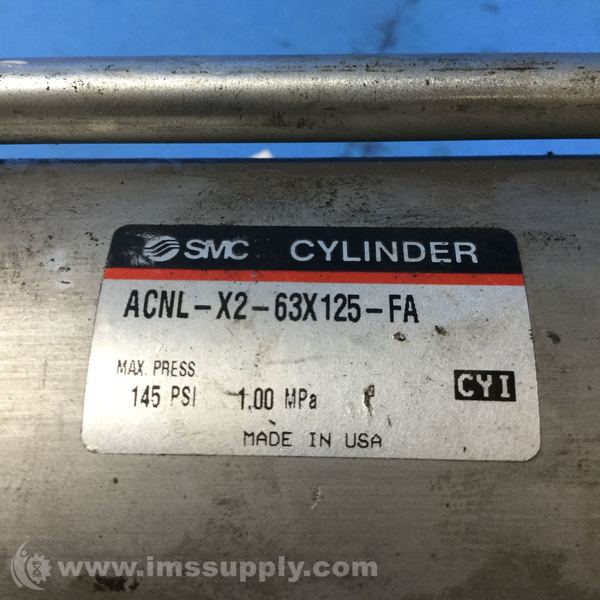 SMC CYLINDER
ACNL-X2-63X125-FA
MAX. PRESS.
145 PSI 1.00 MPa
CYI
MADE IN USA
www.imssupply.com